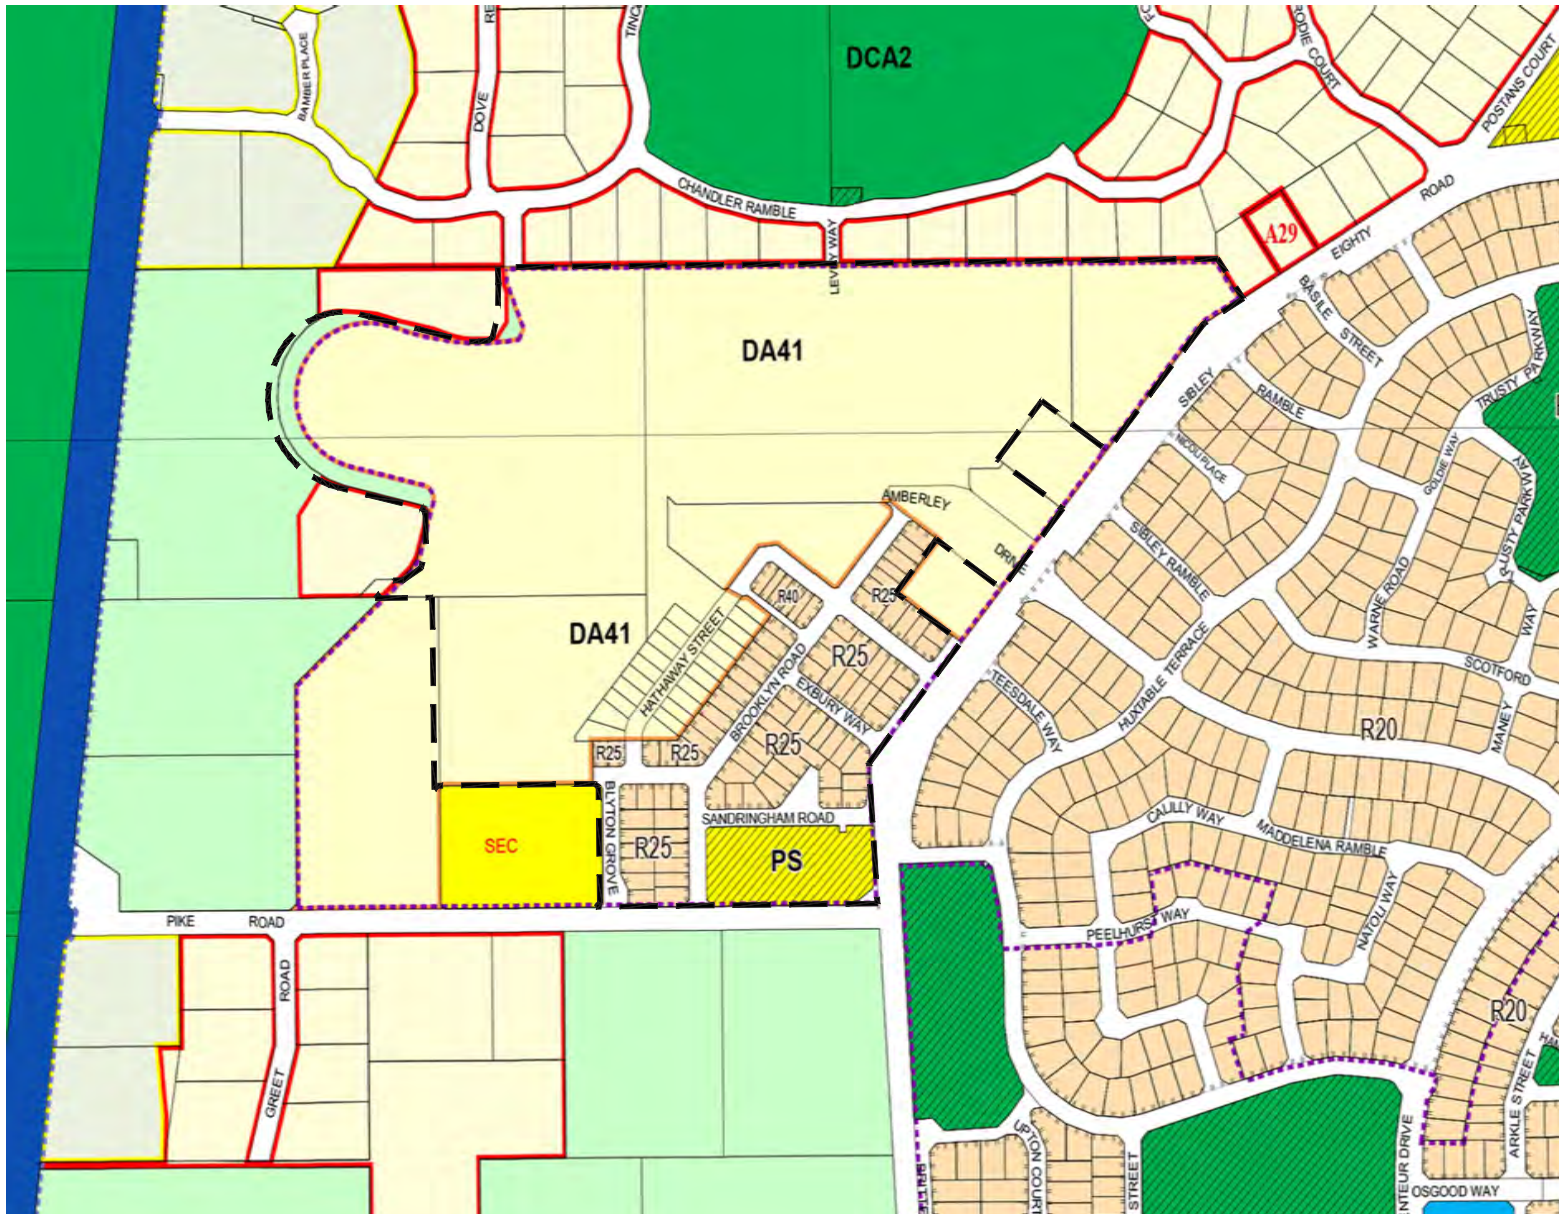 BAMBER PLACE
DOVE
DCA2
RODIE COURT
POSTANS COURT
CHANDLER RAMBLE
LEVEY WAY
A29
EIGHTY
ROAD
BASILE
STREET
DA41
SIBLEY
RAMBLE
TRUSTY PARKWAY
NICOLI PLACE
GOLDIE WAY
AMBERLEY
DRIVE
SIBLEY RAMBLE
WARNE ROAD
WAY
R40
R25
DA41
HATHAWAY STREET
R25
BROOKLYN ROAD
EXBURY WAY
TEESDALE WAY
HUXTABLE TERRACE
SCOTFORD
MANEY
R20
R25
R25
R25
BLYTON GROVE
SEC
R25
SANDRINGHAM ROAD
PS
CALILLY WAY
MADDELENA RAMBLE
NATOLI WAY
PEELHURST WAY
PIKE
ROAD
R20
GREET
ROAD
ARKLE STREET
UPTON COURT
STREET
OSGOOD WAY